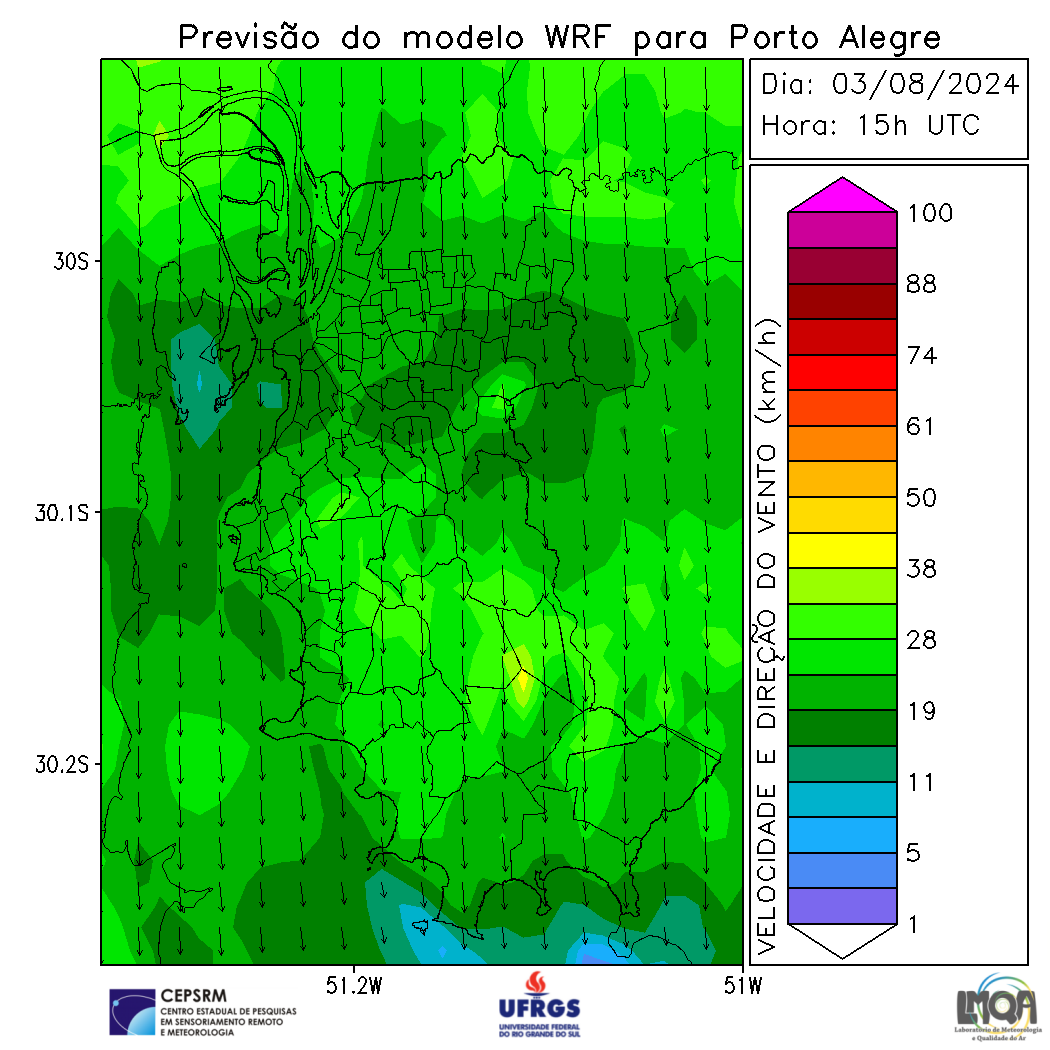 Previsão do modelo WRF para Porto Alegre
Dia: 03/08/2024
Hora: 15h UTC
30S
30.1S
30.2S
51.2W
51W
VELOCIDADE E DIREÇÃO DO VENTO (km/h)
100
88
74
61
50
38
28
19
11
5
1
CEPSRM
CENTRO ESTADUAL DE PESQUISAS
EM SENSORIAMENTO REMOTO
E METEOROLOGIA
UFRGS
UNIVERSIDADE FEDERAL
DO RIO GRANDE DO SUL
LMQA
Laboratório de Meteorologia
e Qualidade do Ar